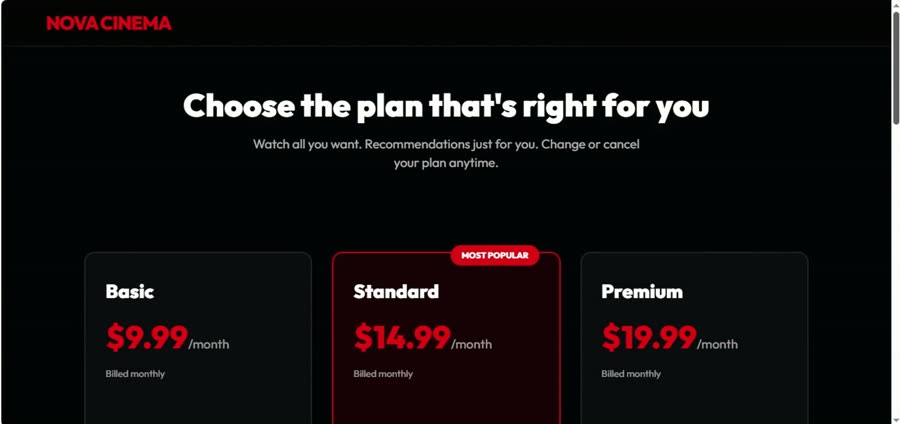 NOVA CINEMA
Choose the plan that's right for you
Watch all you want. Recommendations just for you. Change or cancel
your plan anytime.
Basic
$9.99/month
Billed monthly
MOST POPULAR
Standard
$14.99/month
Billed monthly
Premium
$19.99/month
Billed monthly